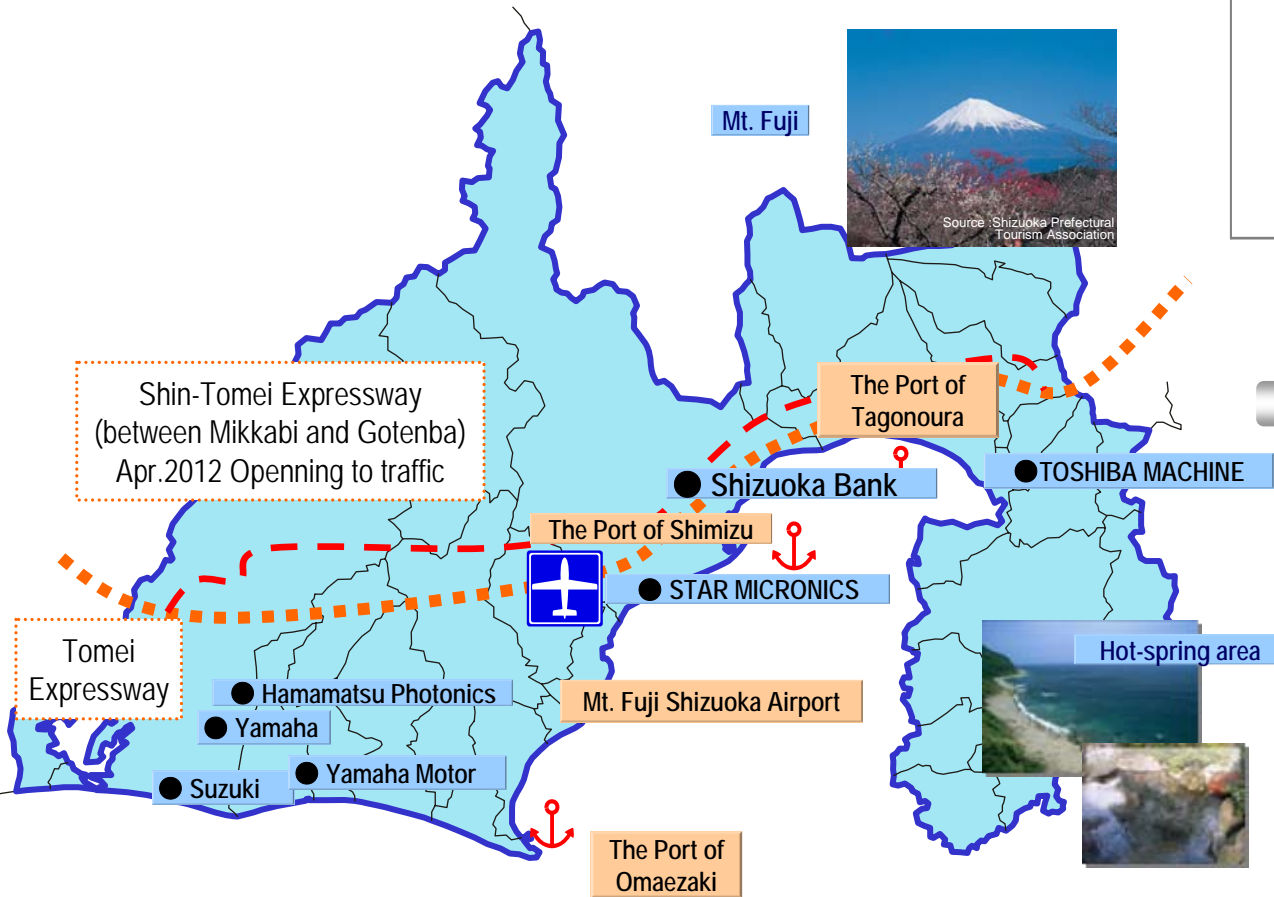 Mt. Fuji
Source :Shizuoka Prefectural
Tourism Association
Shin-Tomei Expressway
(between Mikkabi and Gotenba)
Apr.2012 Openning to traffic
The Port of
Tagonoura
Shizuoka Bank
TOSHIBA MACHINE
The Port of Shimizu
STAR MICRONICS
Tomei
Expressway
Hot-spring area
Hamamatsu Photonics
Mt. Fuji Shizuoka Airport
Yamaha
Yamaha Motor
Suzuki
The Port of
Omaezaki